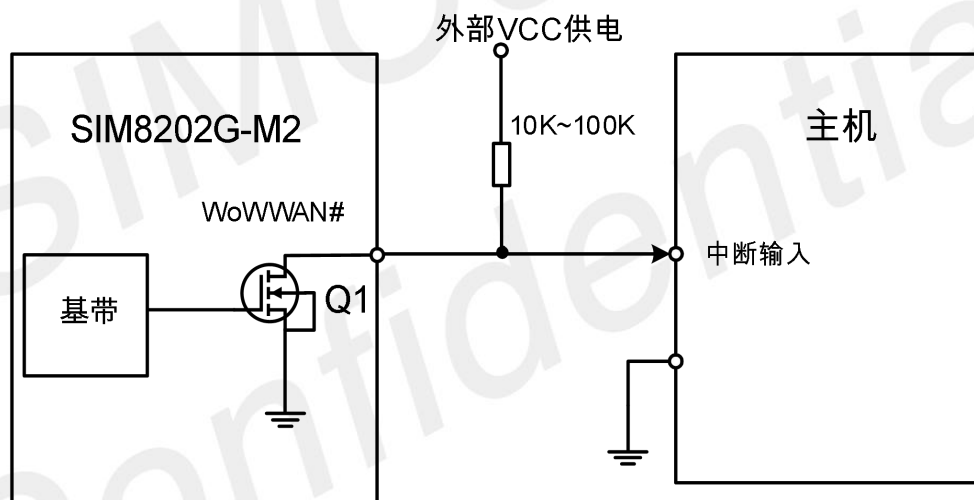 外部VCC供电
SIM8202G-M2
10K~100K
主机
WoWWAN#
中断输入
基带
Q1
SIMCo
Confidential